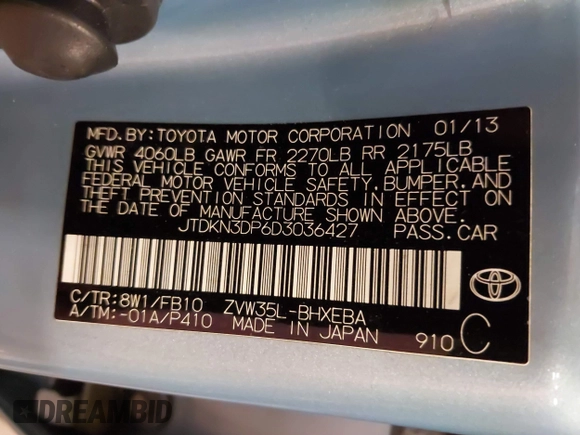 MFD.BY:TOYOTA MOTOR CORPORATION 01/13
GVWR 4060LB GAWR FR 2270LB RR 2175LB
THIS VEHICLE CONFORMS TO ALL APPLICABLE
FEDERAL MOTOR VEHICLE SAFETY,BUMPER,AND
THEFT PREVENTION STANDARDS IN EFFECT ON
THE DATE OF MANUFACTURE SHOWN ABOVE.
JTDKN3DP6D3036427 PASS.CAR
C/TR:8W1/FB10 ZVW35L-BHXEBA
A/TM:-01A/P410 MADE IN JAPAN 910 C
DREAMBID